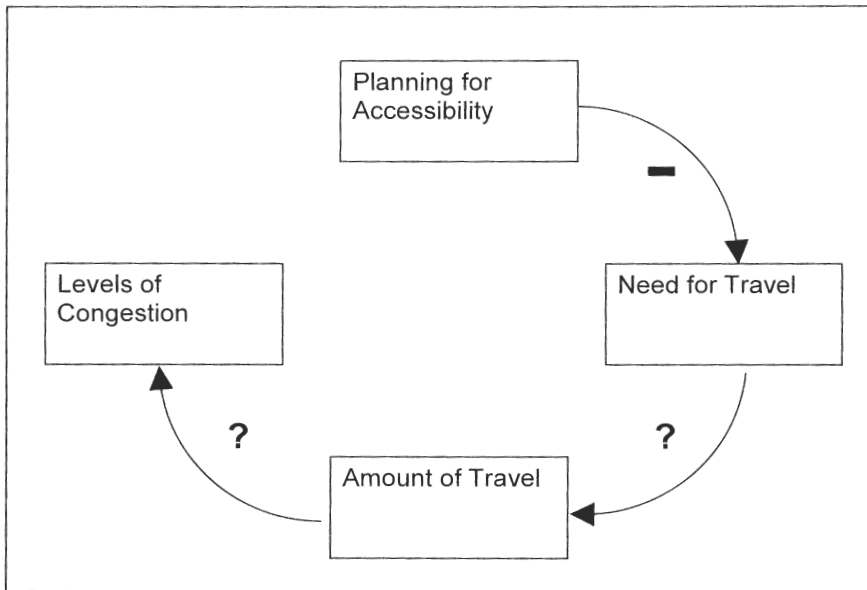 Planning for
Accessibility
-
Levels of
Congestion
Need for Travel
?
?
Amount of Travel